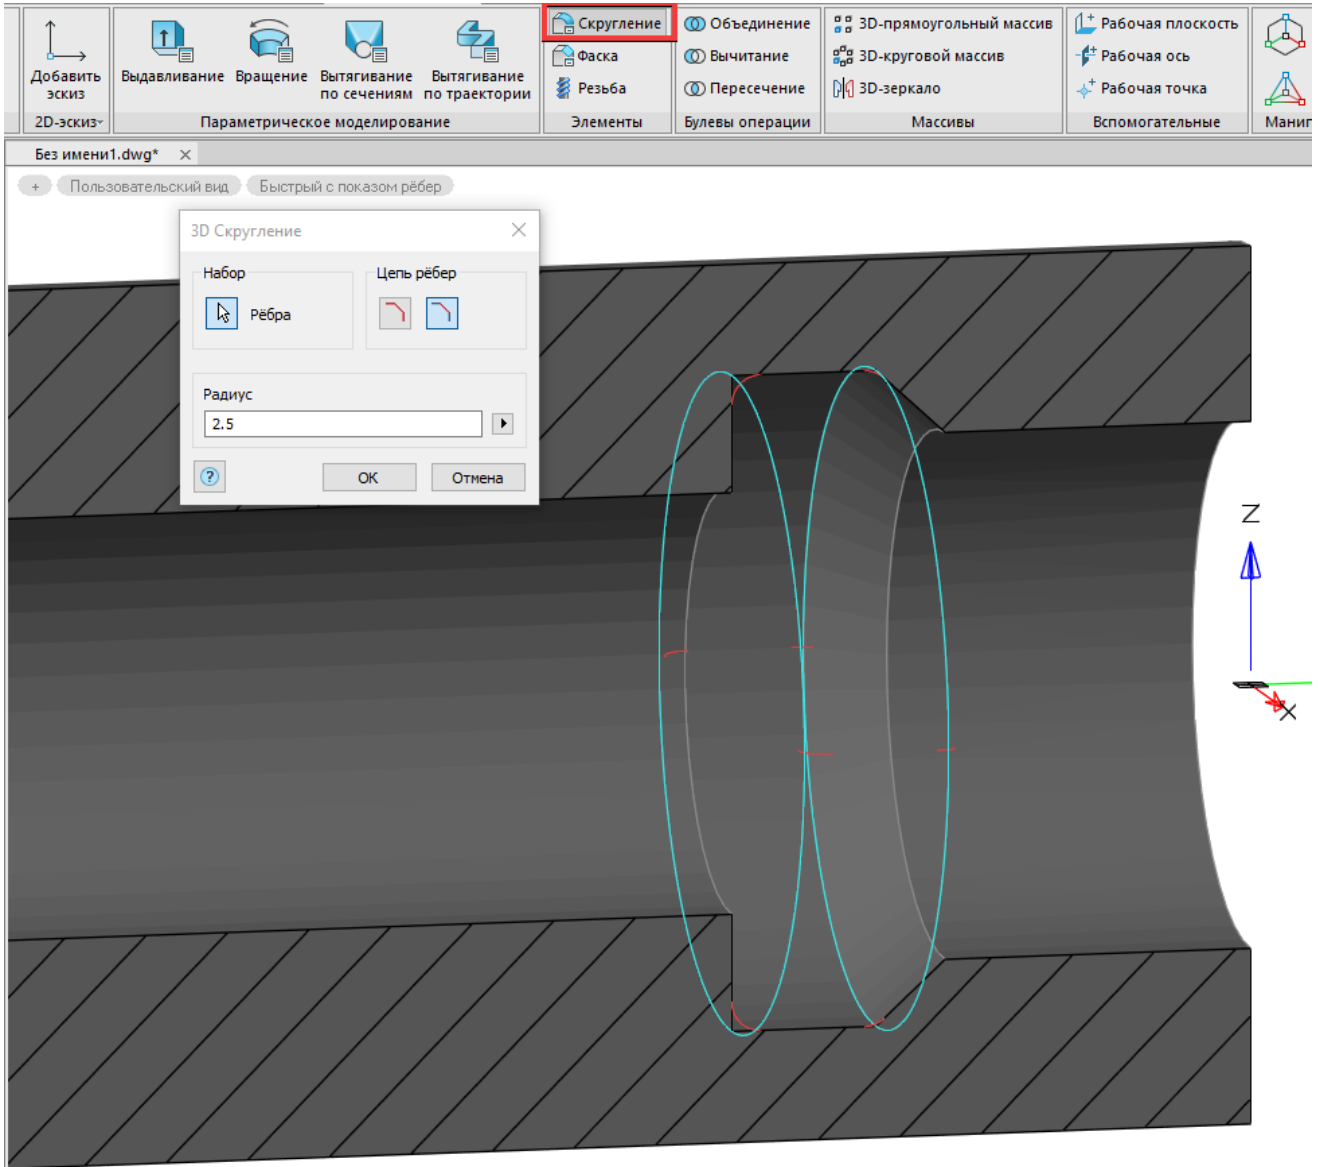 Добавить
эскиз
2D-эскиз
Выдавливание
Вращение
Вытягивание
по сечениям
Вытягивание
по траектории
Параметрическое моделирование
Скругление
Фаска
Резьба
Элементы
Объединение
Вычитание
Пересечение
Булевы операции
3D-прямоугольный массив
3D-круговой массив
3D-зеркало
Массивы
Рабочая плоскость
Рабочая ось
Рабочая точка
Вспомогательные
Манип
Без имени1.dwg*
+ Пользовательский вид Быстрый с показом рёбер
3D Скругление
Набор
Рёбра
Цепь рёбер
Радиус
2.5
? ОК Отмена
Z
X